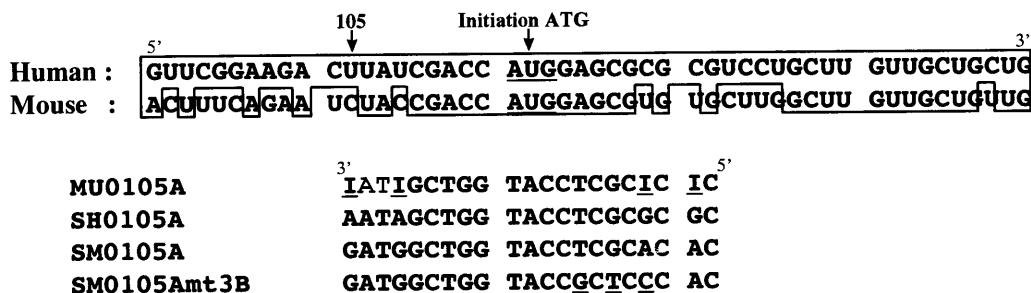 105 Initiation ATG
5' 3'
Human : GUUCGGAAGA CUUAUCGACC AUGGAGCGCG CGUCCUGCUU GUUGCUGCUG
Mouse : ACUUUCAGAA UCUACCGACC AUGGAGCGUG UGCUUGGCUU GUUGCUGUUG
3' 5'
MU0105A IATIGCTGG TACCTCGCIC IC
SH0105A AATAGCTGG TACCTCGCGC GC
SM0105A GATGGCTGG TACCTCGCAC AC
SM0105Amt3B GATGGCTGG TACCGCTCCC AC